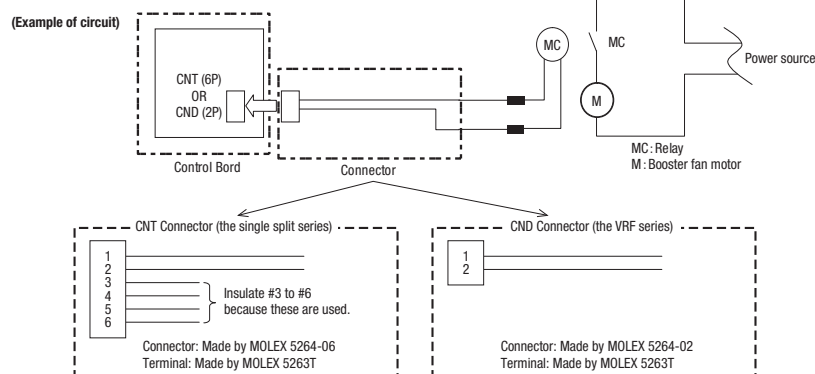 (Example of circuit)
CNT (6P)
OR
CND (2P)
Control Bord
Connector
MC
MC
M
Power source
MC: Relay
M: Booster fan motor
CNT Connector (the single split series)
1
2
3
4
5
6
Insulate #3 to #6
because these are used.
Connector: Made by MOLEX 5264-06
Terminal: Made by MOLEX 5263T
CND Connector (the VRF series)
1
2
Connector: Made by MOLEX 5264-02
Terminal: Made by MOLEX 5263T